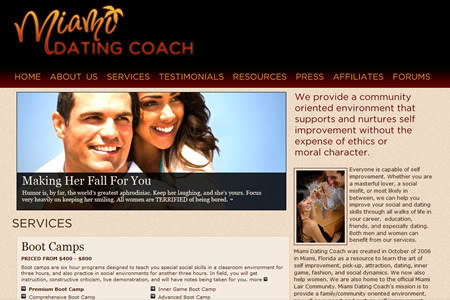 Miami
DATING COACH
HOME ABOUT US SERVICES TESTIMONIALS RESOURCES PRESS AFFILIATES FORUMS
Making Her Fall For You
Humor is, by far, the world's greatest aphrodisiac. Keep her laughing, and she's yours. Focus
very heavily on keeping her smiling. All women are TERRIFIED of being bored.
SERVICES
Boot Camps
PRICED FROM $400 - $800
Boot camps are six hour programs designed to teach you special social skills in a classroom environment for
three hours, and also practice in social environments for another three hours. In field, you will get
instruction, constructive criticism, live demonstration, and will have notes taken for you. more
Premium Boot Camp
Inner Game Boot Camp
Comprehensive Boot Camp
Advanced Boot Camp
We provide a community
oriented environment that
supports and nurtures self
improvement without the
expense of ethics or
moral character.
Everyone is capable of self
improvement. Whether you are
a masterful lover, a social
misfit, or most likely in
between, we can help you
improve your social and dating
skills through all walks of life in
your career, education,
friends, and especially dating.
Both men and women can
benefit from our services.
Miami Dating Coach was created in October of 2006
in Miami, Florida as a resource to learn the art of
self improvement, pick-up, attraction, dating, inner
game, fashion, and social dynamics. We now also
help women. We are also home to the official Miami
Lair Community. Miami Dating Coach's mission is to
provide a family/community oriented environment,